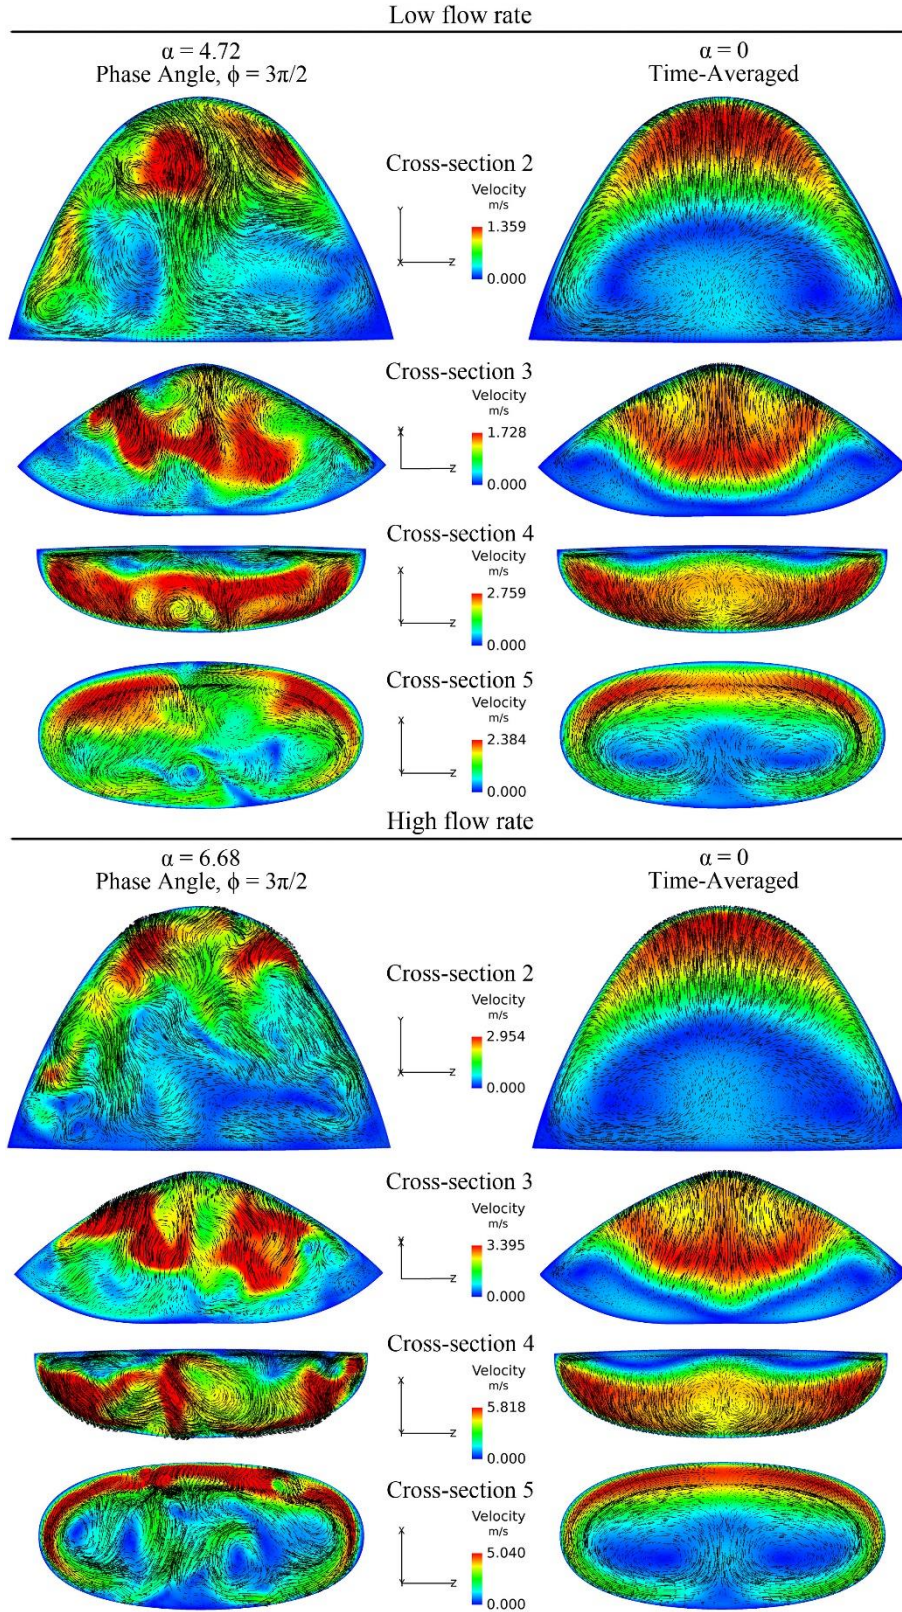 Low flow rate
α = 4.72
Phase Angle, ϕ = 3π/2
α = 0
Time-Averaged
Cross-section 2
Velocity
m/s
1.359
0.000
Y
X
Z
Cross-section 3
Velocity
m/s
1.728
0.000
Z
Cross-section 4
Velocity
m/s
2.759
0.000
X
Y
Z
Cross-section 5
Velocity
m/s
2.384
0.000
X
Y
Z
High flow rate
α = 6.68
Phase Angle, ϕ = 3π/2
α = 0
Time-Averaged
Cross-section 2
Velocity
m/s
2.954
0.000
Y
X
Z
Cross-section 3
Velocity
m/s
3.395
0.000
Z
Cross-section 4
Velocity
m/s
5.818
0.000
X
Y
Z
Cross-section 5
Velocity
m/s
5.040
0.000
X
Y
Z